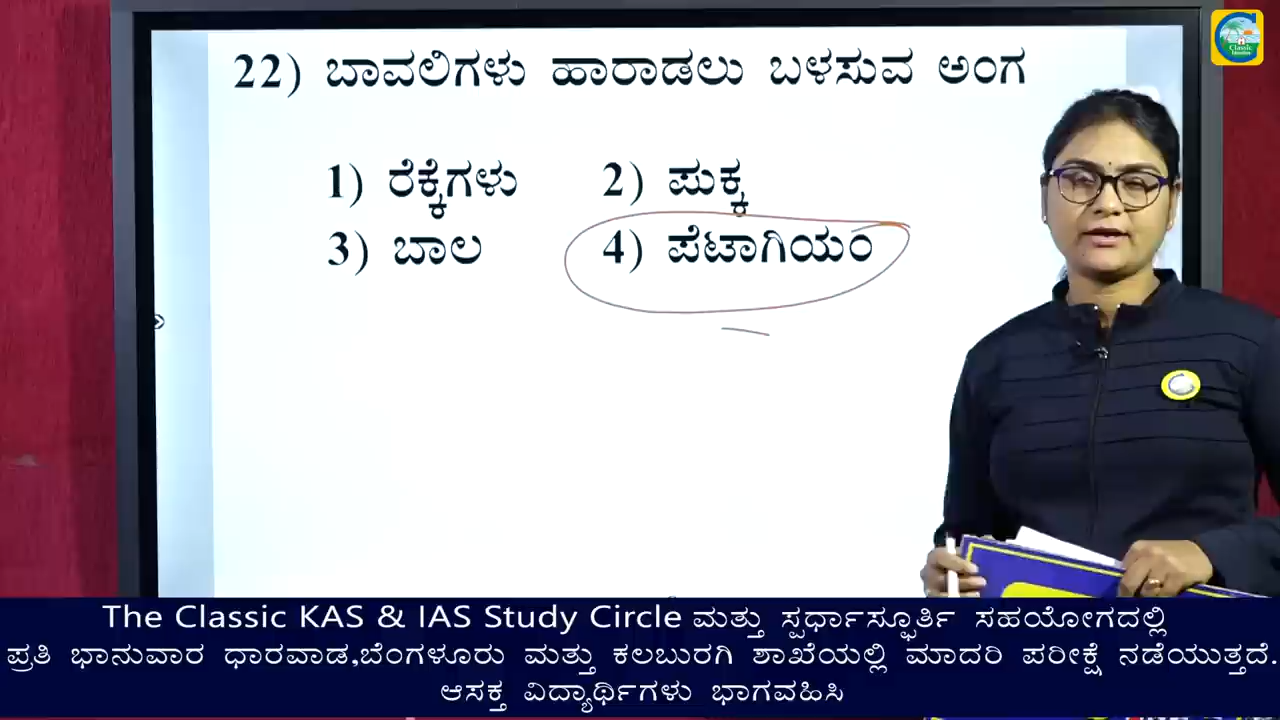 22) ಬಾವಲಿಗಳು ಹಾರಾಡಲು ಬಳಸುವ ಅಂಗ
1) ರೆಕ್ಕೆಗಳು 2) ಪುಕ್ಕ
3) ಬಾಲ 4) ಪೆಟಾಗಿಯಂ
Classic
The Classic KAS & IAS Study Circle ಮತ್ತು ಸ್ಪರ್ಧಾಸ್ಫೂರ್ತಿ ಸಹಯೋಗದಲ್ಲಿ
ಪ್ರತಿ ಭಾನುವಾರ ಧಾರವಾಡ,ಬೆಂಗಳೂರು ಮತ್ತು ಕಲಬುರಗಿ ಶಾಖೆಯಲ್ಲಿ ಮಾದರಿ ಪರೀಕ್ಷೆ ನಡೆಯುತ್ತದೆ.
ಆಸಕ್ತ ವಿದ್ಯಾರ್ಥಿಗಳು ಭಾಗವಹಿಸಿ